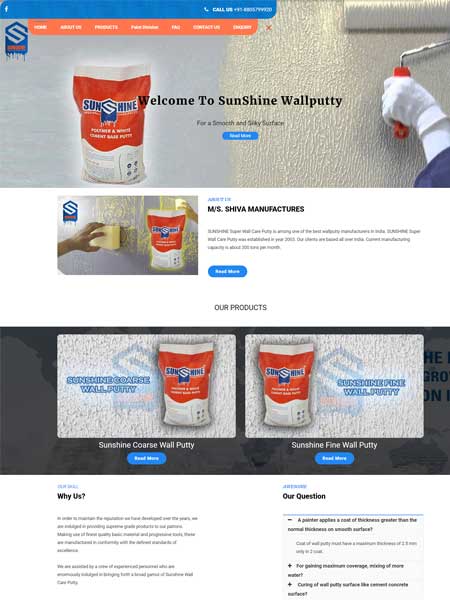 CALL US +91-8805799920
HOME ABOUT US PRODUCTS Paint Division FAQ CONTACT US ENQUIRY
SUNSHINE
POLYMER & WHITE
CEMENT BASE PUTTY
Welcome To SunShine Wallputty
For a Smooth and Silky Surface
Read More
ABOUT US
M/S. SHIVA MANUFACTURES
SUNSHINE Super Wall Care Putty is among one of the best wallputty manufacturers in India. SUNSHINE Super
Wall Care Putty was established in year 2003. Our clients are based all over India. Current manufacturing
capacity is about 300 tons per month.
Read More
OUR PRODUCTS
SUNSHINE COARSE
WALL PUTTY
SUNSHINE
SUNSHINE
SUNSHINE FINE
WALL PUTTY
Sunshine Coarse Wall Putty
Read More
Sunshine Fine Wall Putty
Read More
OUR SKILL
Why Us?
In order to maintain the reputation we have developed over the years, we
are indulged in providing supreme grade products to our patrons.
Making use of finest quality basic material and progressive tools, these
are manufactured in conformity with the defined standards of
excellence.
We are assisted by a crew of experienced personnel who are
enormously indulged in bringing forth a broad gamut of Sunshine Wall
Care Putty.
AWENSURE
Our Question
A painter applies a coat of thickness greater than the
normal thickness on smooth surface?
Coat of wall putty must have a maximum thickness of 2.5 mm
only in 2 coat.
For gaining maximum coverage, mixing of more
water?
Curing of wall putty surface like cement concrete
surface?